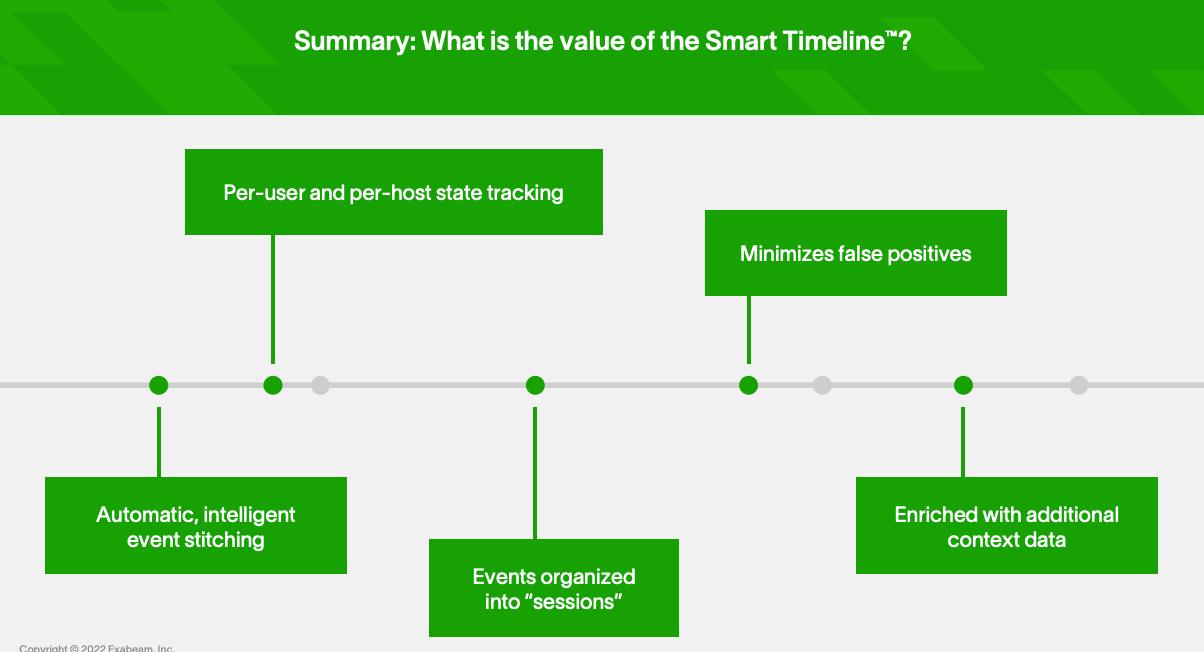 Summary: What is the value of the Smart Timeline™?
Per-user and per-host state tracking
Minimizes false positives
Automatic, intelligent
event stitching
Events organized
into “sessions”
Enriched with additional
context data
Copyright © 2022 Exabeam, Inc.